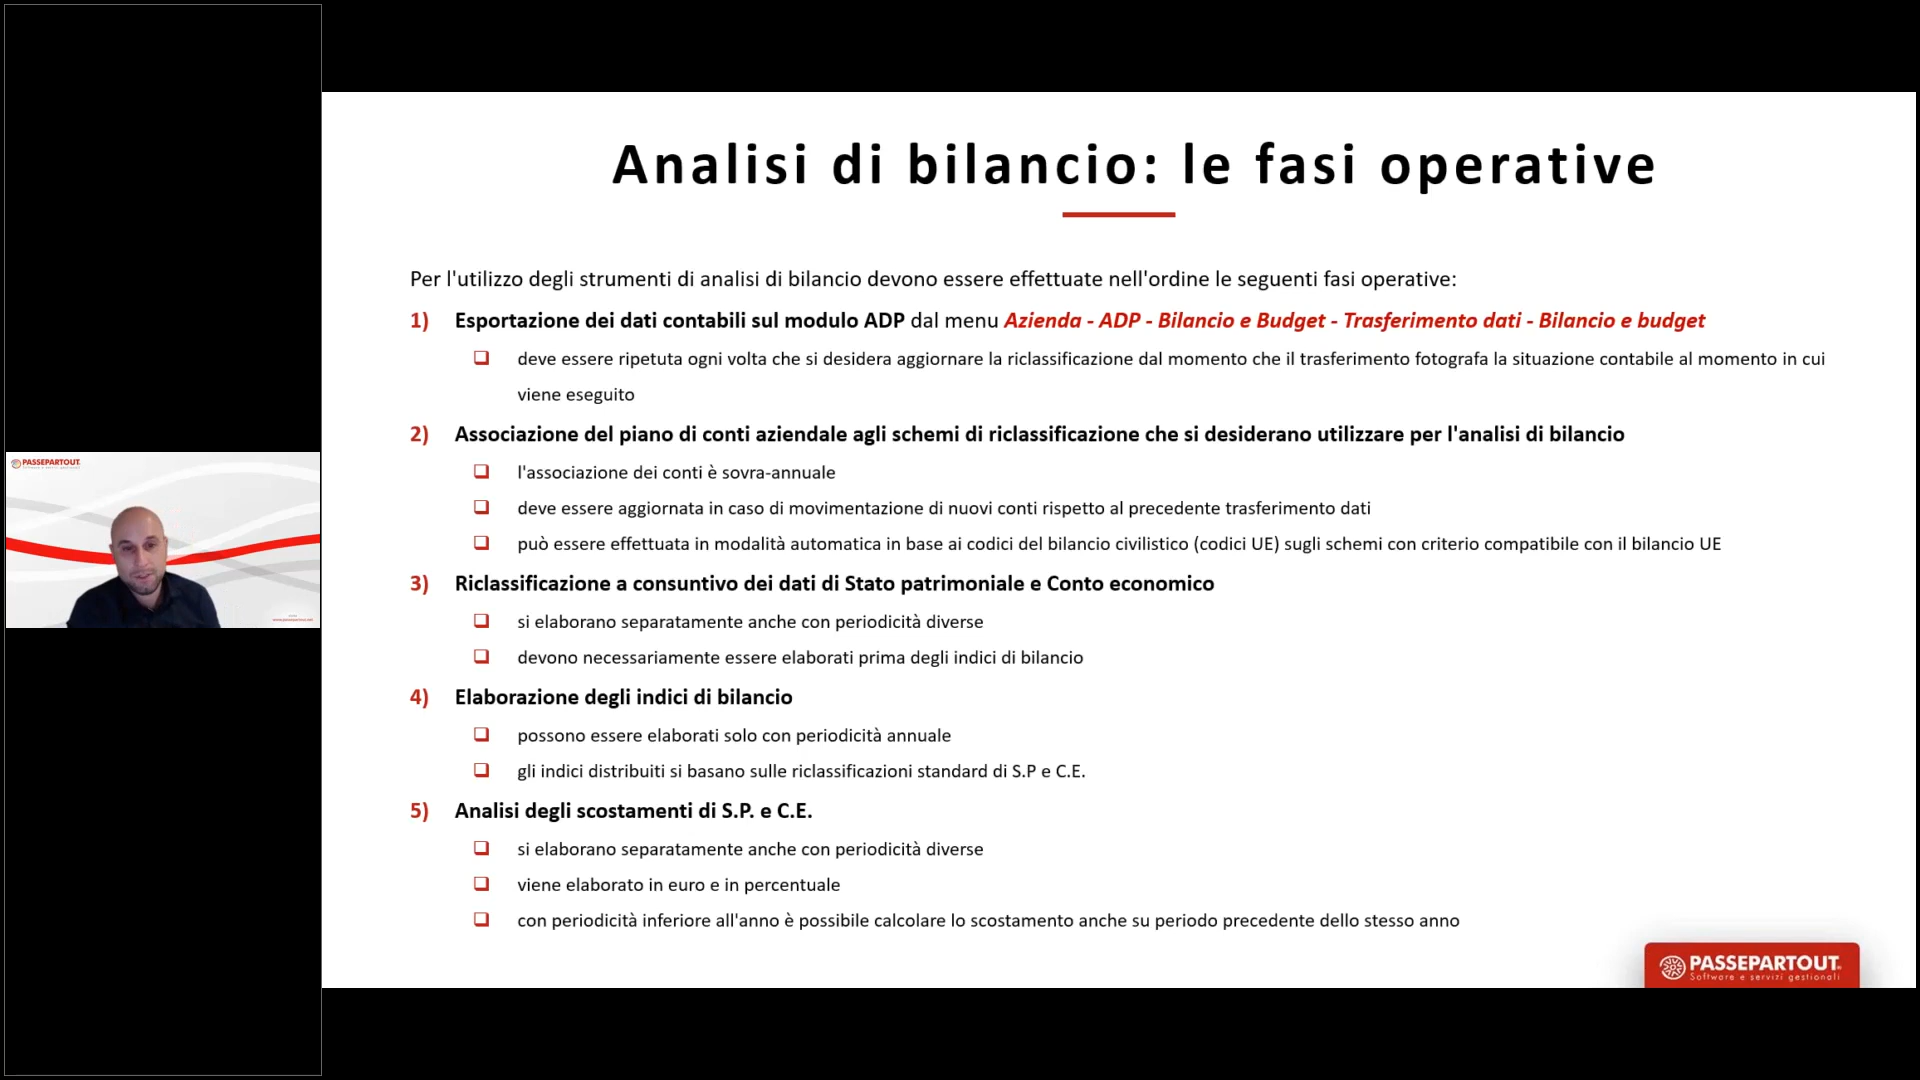 Analisi di bilancio: le fasi operative
Per l'utilizzo degli strumenti di analisi di bilancio devono essere effettuate nell'ordine le seguenti fasi operative:
1) Esportazione dei dati contabili sul modulo ADP dal menu Azienda - ADP - Bilancio e Budget - Trasferimento dati - Bilancio e budget
deve essere ripetuta ogni volta che si desidera aggiornare la riclassificazione dal momento che il trasferimento fotografa la situazione contabile al momento in cui
viene eseguito
2) Associazione del piano di conti aziendale agli schemi di riclassificazione che si desiderano utilizzare per l'analisi di bilancio
l'associazione dei conti è sovra-annuale
deve essere aggiornata in caso di movimentazione di nuovi conti rispetto al precedente trasferimento dati
può essere effettuata in modalità automatica in base ai codici del bilancio civilistico (codici UE) sugli schemi con criterio compatibile con il bilancio UE
3) Riclassificazione a consuntivo dei dati di Stato patrimoniale e Conto economico
si elaborano separatamente anche con periodicità diverse
devono necessariamente essere elaborati prima degli indici di bilancio
4) Elaborazione degli indici di bilancio
possono essere elaborati solo con periodicità annuale
gli indici distribuiti si basano sulle riclassificazioni standard di S.P e C.E.
5) Analisi degli scostamenti di S.P. e C.E.
si elaborano separatamente anche con periodicità diverse
viene elaborato in euro e in percentuale
con periodicità inferiore all'anno è possibile calcolare lo scostamento anche su periodo precedente dello stesso anno
PASSEPARTOUT
Software e servizi gestionali
PASSEPARTOUT